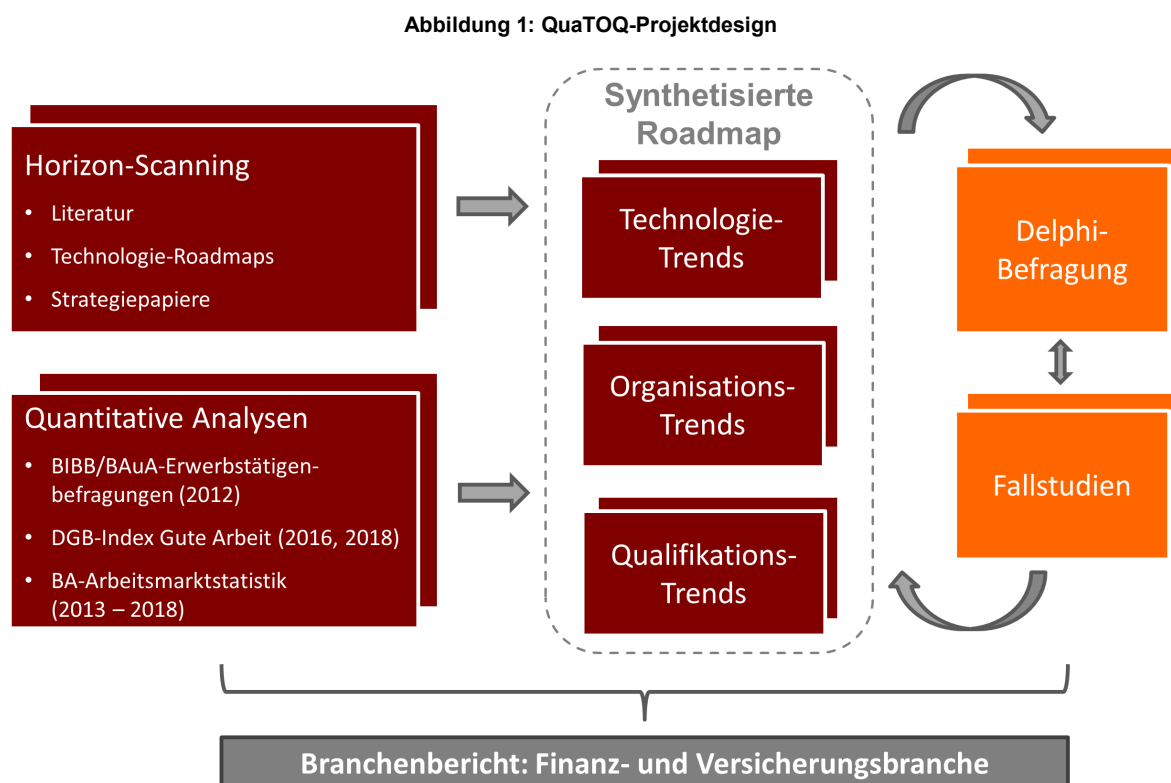 Abbildung 1: QuaTOQ-Projektdesign
Horizon-Scanning
• Literatur
• Technologie-Roadmaps
• Strategiepapiere
Quantitative Analysen
• BIBB/BAuA-Erwerbstätigen-
befragungen (2012)
• DGB-Index Gute Arbeit (2016, 2018)
• BA-Arbeitsmarktstatistik
(2013 – 2018)
Synthetisierte
Roadmap
Technologie-
Trends
Organisations-
Trends
Qualifikations-
Trends
Delphi-
Befragung
Fallstudien
Branchenbericht: Finanz- und Versicherungsbranche